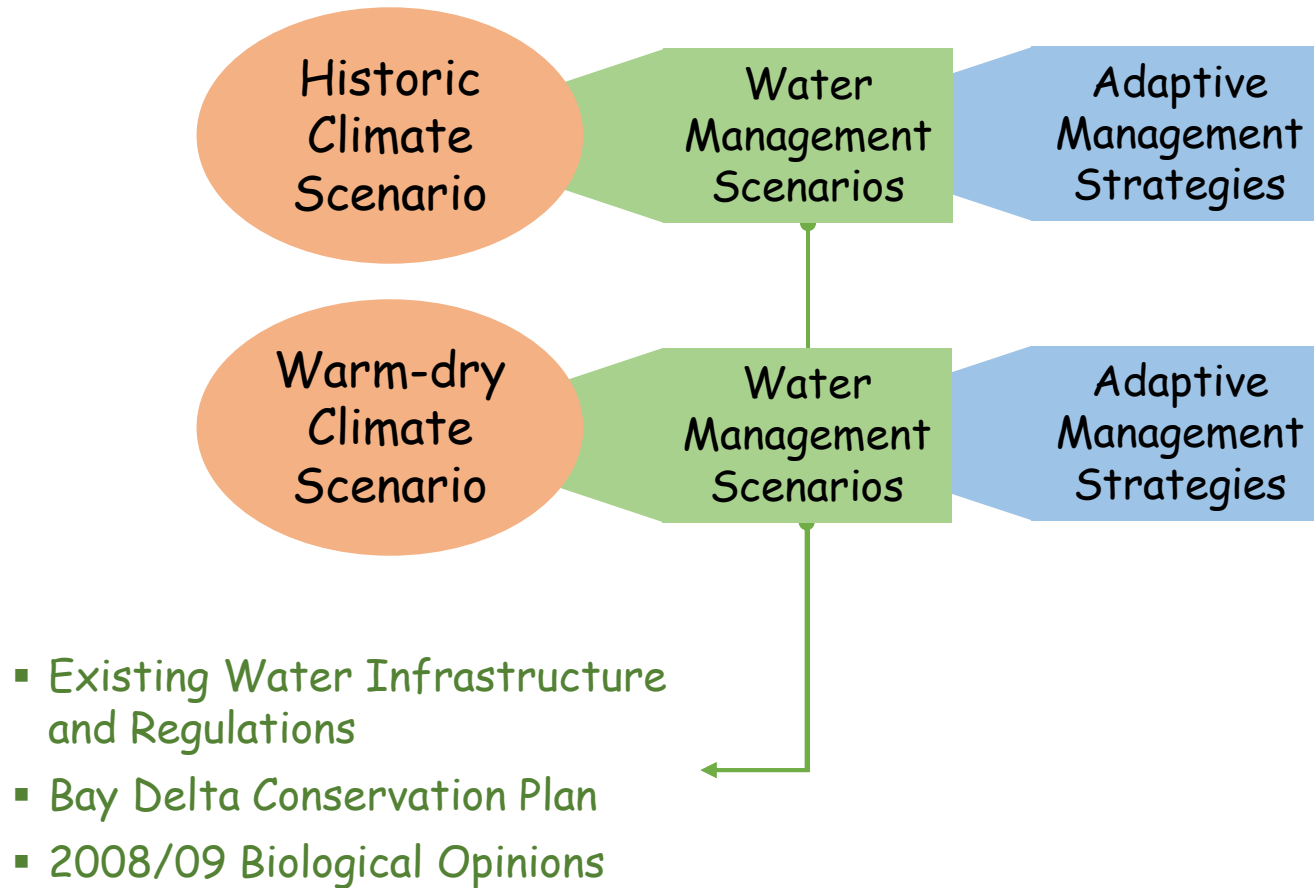 Historic
Climate
Scenario
Water
Management
Scenarios
Adaptive
Management
Strategies
Warm-dry
Climate
Scenario
Water
Management
Scenarios
Adaptive
Management
Strategies
▪ Existing Water Infrastructure
and Regulations
▪ Bay Delta Conservation Plan
▪ 2008/09 Biological Opinions